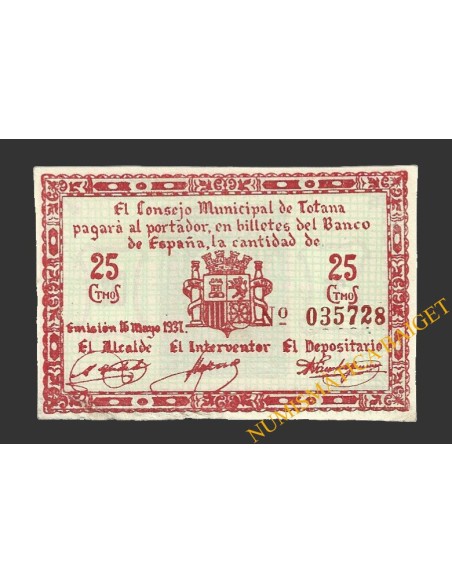 El Consejo Municipal de Totana
pagará al portador, en billetes del Banco
de España, la cantidad de
25 25
Ctmos Ctmos
Emisión 16 Mayo 1937. Nº 035728
El Alcalde El Interventor El Depositario
NUMISMATICA BAIGET